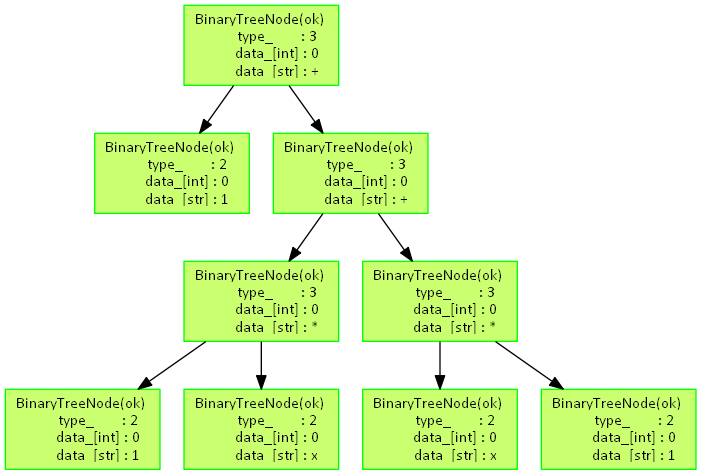 BinaryTreeNode(ok)
type_ : 3
data_[int] : 0
data_[str] : +
BinaryTreeNode(ok)
type_ : 2
data_[int] : 0
data_[str] : 1
BinaryTreeNode(ok)
type_ : 3
data_[int] : 0
data_[str] : +
BinaryTreeNode(ok)
type_ : 3
data_[int] : 0
data_[str] : *
BinaryTreeNode(ok)
type_ : 3
data_[int] : 0
data_[str] : *
BinaryTreeNode(ok)
type_ : 2
data_[int] : 0
data_[str] : 1
BinaryTreeNode(ok)
type_ : 2
data_[int] : 0
data_[str] : x
BinaryTreeNode(ok)
type_ : 2
data_[int] : 0
data_[str] : x
BinaryTreeNode(ok)
type_ : 2
data_[int] : 0
data_[str] : 1